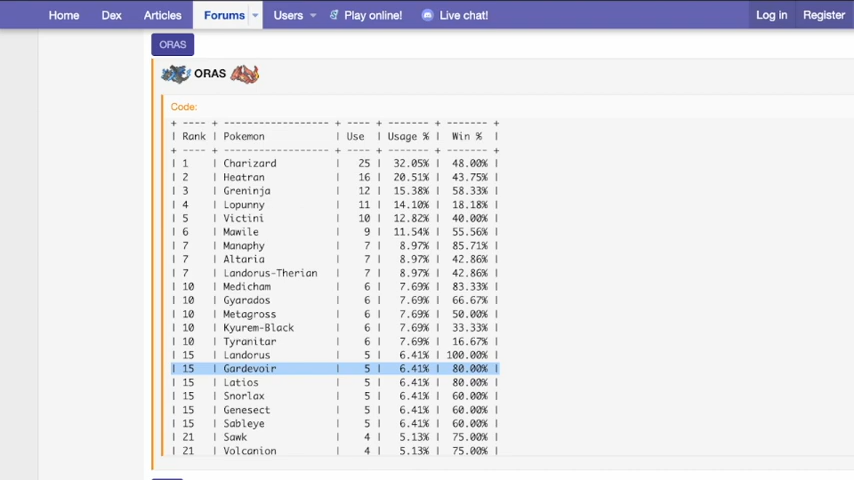 Home Dex Articles Forums Users Play online! Live chat! Log in Register
ORAS
ORAS
Code:
+ ---- + ------------------ + ---- + ------- + ------- +
| Rank | Pokemon | Use | Usage % | Win % |
+ ---- + ------------------ + ---- + ------- + ------- +
| 1 | Charizard | 25 | 32.05% | 48.00% |
| 2 | Heatran | 16 | 20.51% | 43.75% |
| 3 | Greninja | 12 | 15.38% | 58.33% |
| 4 | Lopunny | 11 | 14.10% | 18.18% |
| 5 | Victini | 10 | 12.82% | 40.00% |
| 6 | Mawile | 9 | 11.54% | 55.56% |
| 7 | Manaphy | 7 | 8.97% | 85.71% |
| 7 | Altaria | 7 | 8.97% | 42.86% |
| 7 | Landorus-Therian | 7 | 8.97% | 42.86% |
| 10 | Medicham | 6 | 7.69% | 83.33% |
| 10 | Gyarados | 6 | 7.69% | 66.67% |
| 10 | Metagross | 6 | 7.69% | 50.00% |
| 10 | Kyurem-Black | 6 | 7.69% | 33.33% |
| 10 | Tyranitar | 6 | 7.69% | 16.67% |
| 15 | Landorus | 5 | 6.41% | 100.00% |
| 15 | Gardevoir | 5 | 6.41% | 80.00% |
| 15 | Latios | 5 | 6.41% | 80.00% |
| 15 | Snorlax | 5 | 6.41% | 60.00% |
| 15 | Genesect | 5 | 6.41% | 60.00% |
| 15 | Sableye | 5 | 6.41% | 60.00% |
| 21 | Sawk | 4 | 5.13% | 75.00% |
| 21 | Volcanion | 4 | 5.13% | 75.00% |